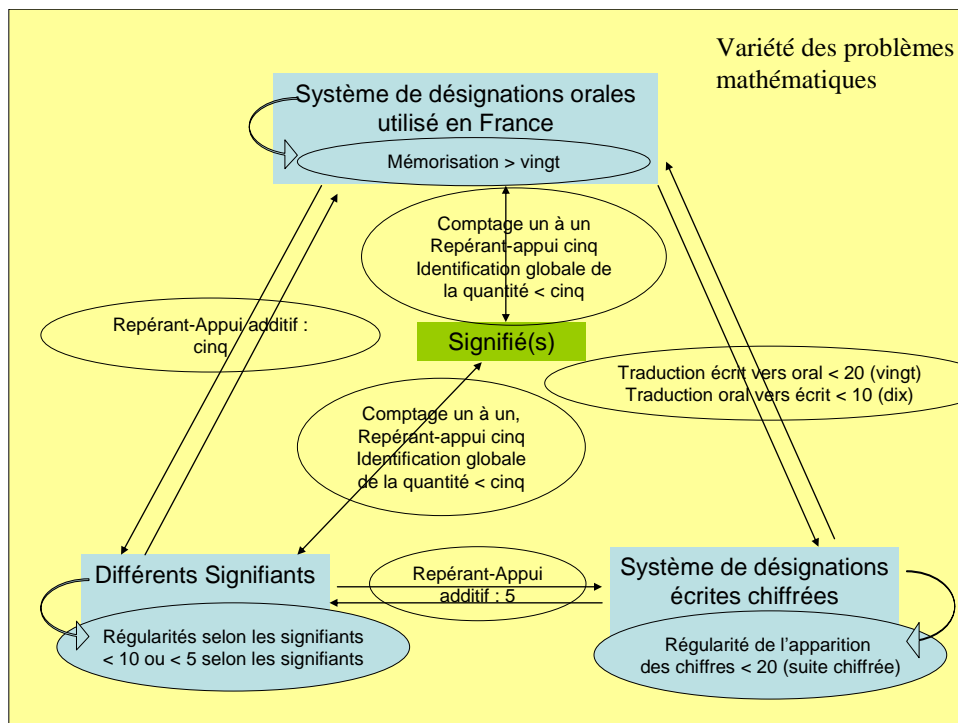 Variété des problèmes
mathématiques
Système de désignations orales
utilisé en France
Mémorisation > vingt
Comptage un à un
Repérant-appui cinq
Identification globale de
la quantité < cinq
Repérant-Appui additif :
cinq
Signifié(s)
Traduction écrit vers oral < 20 (vingt)
Traduction oral vers écrit < 10 (dix)
Comptage un à un,
Repérant-appui cinq
Identification globale
de la quantité < cinq
Différents Signifiants
Repérant-Appui
additif : 5
Système de désignations
écrites chiffrées
Régularités selon les signifiants
< 10 ou < 5 selon les signifiants
Régularité de l'apparition
des chiffres < 20 (suite chiffrée)